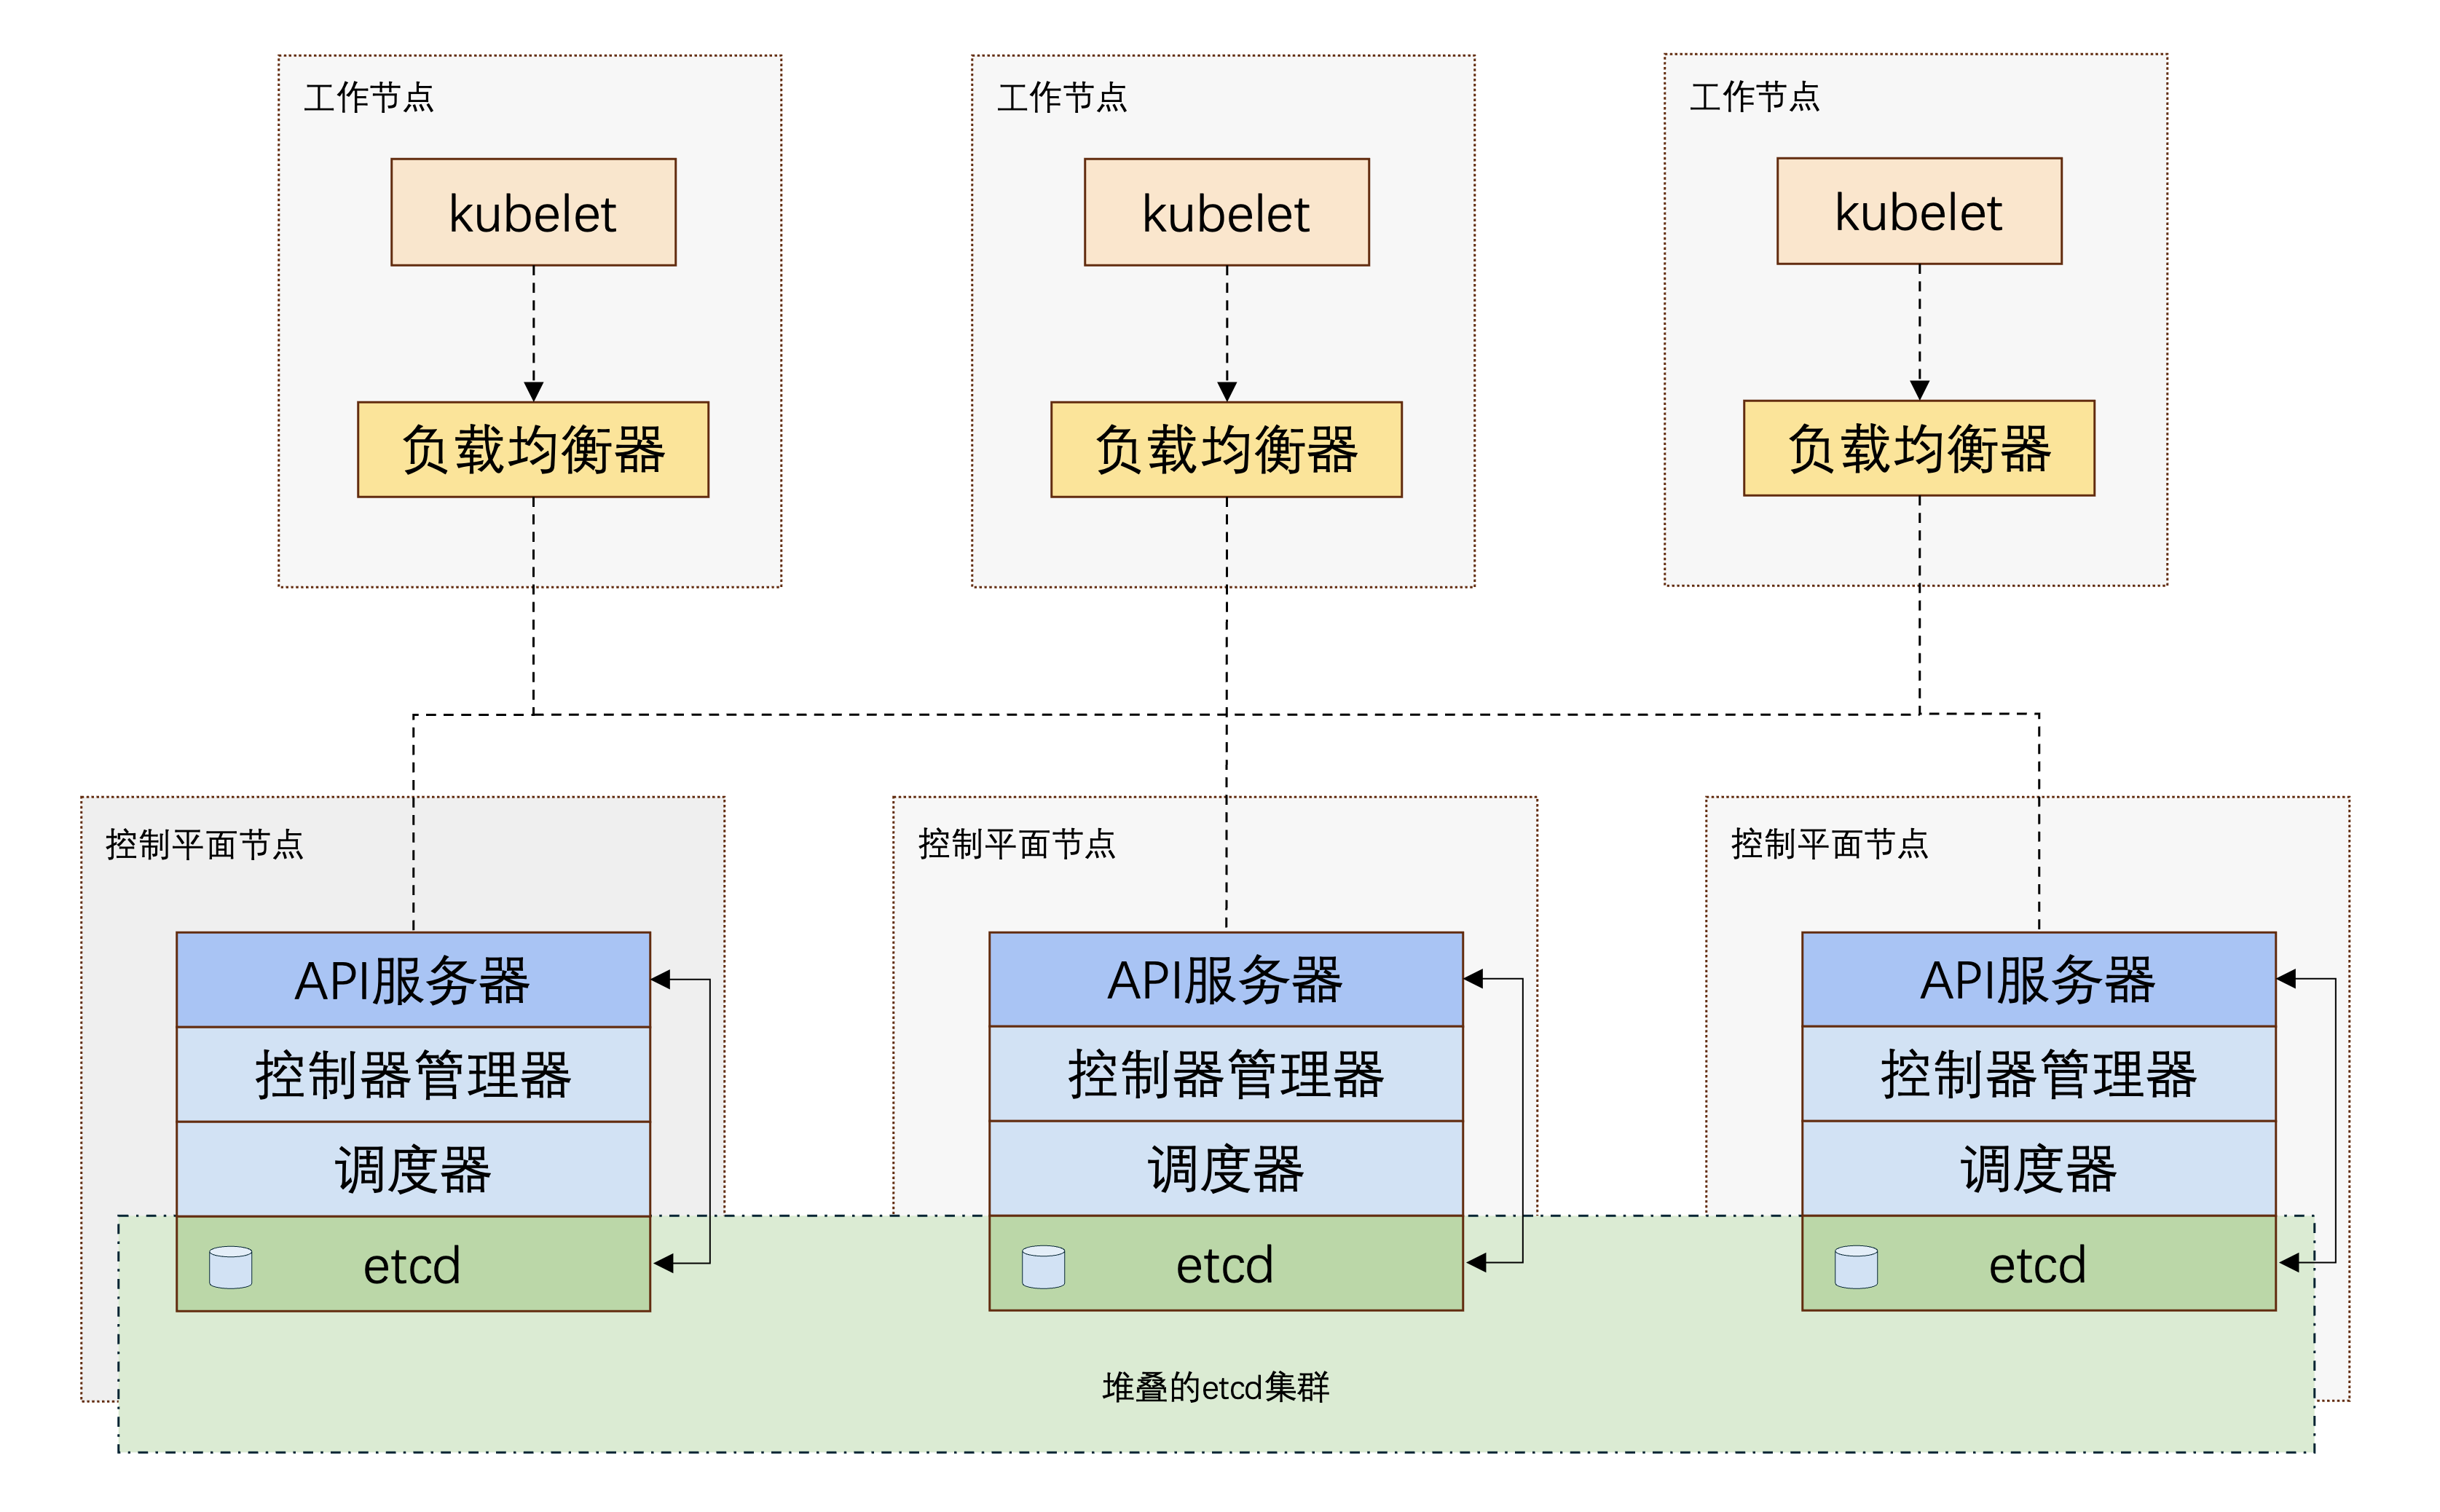 工作节点
kubelet
负载均衡器
工作节点
kubelet
负载均衡器
工作节点
kubelet
负载均衡器
控制平面节点
API服务器
控制器管理器
调度器
etcd
控制平面节点
API服务器
控制器管理器
调度器
etcd
控制平面节点
API服务器
控制器管理器
调度器
etcd
堆叠的etcd集群